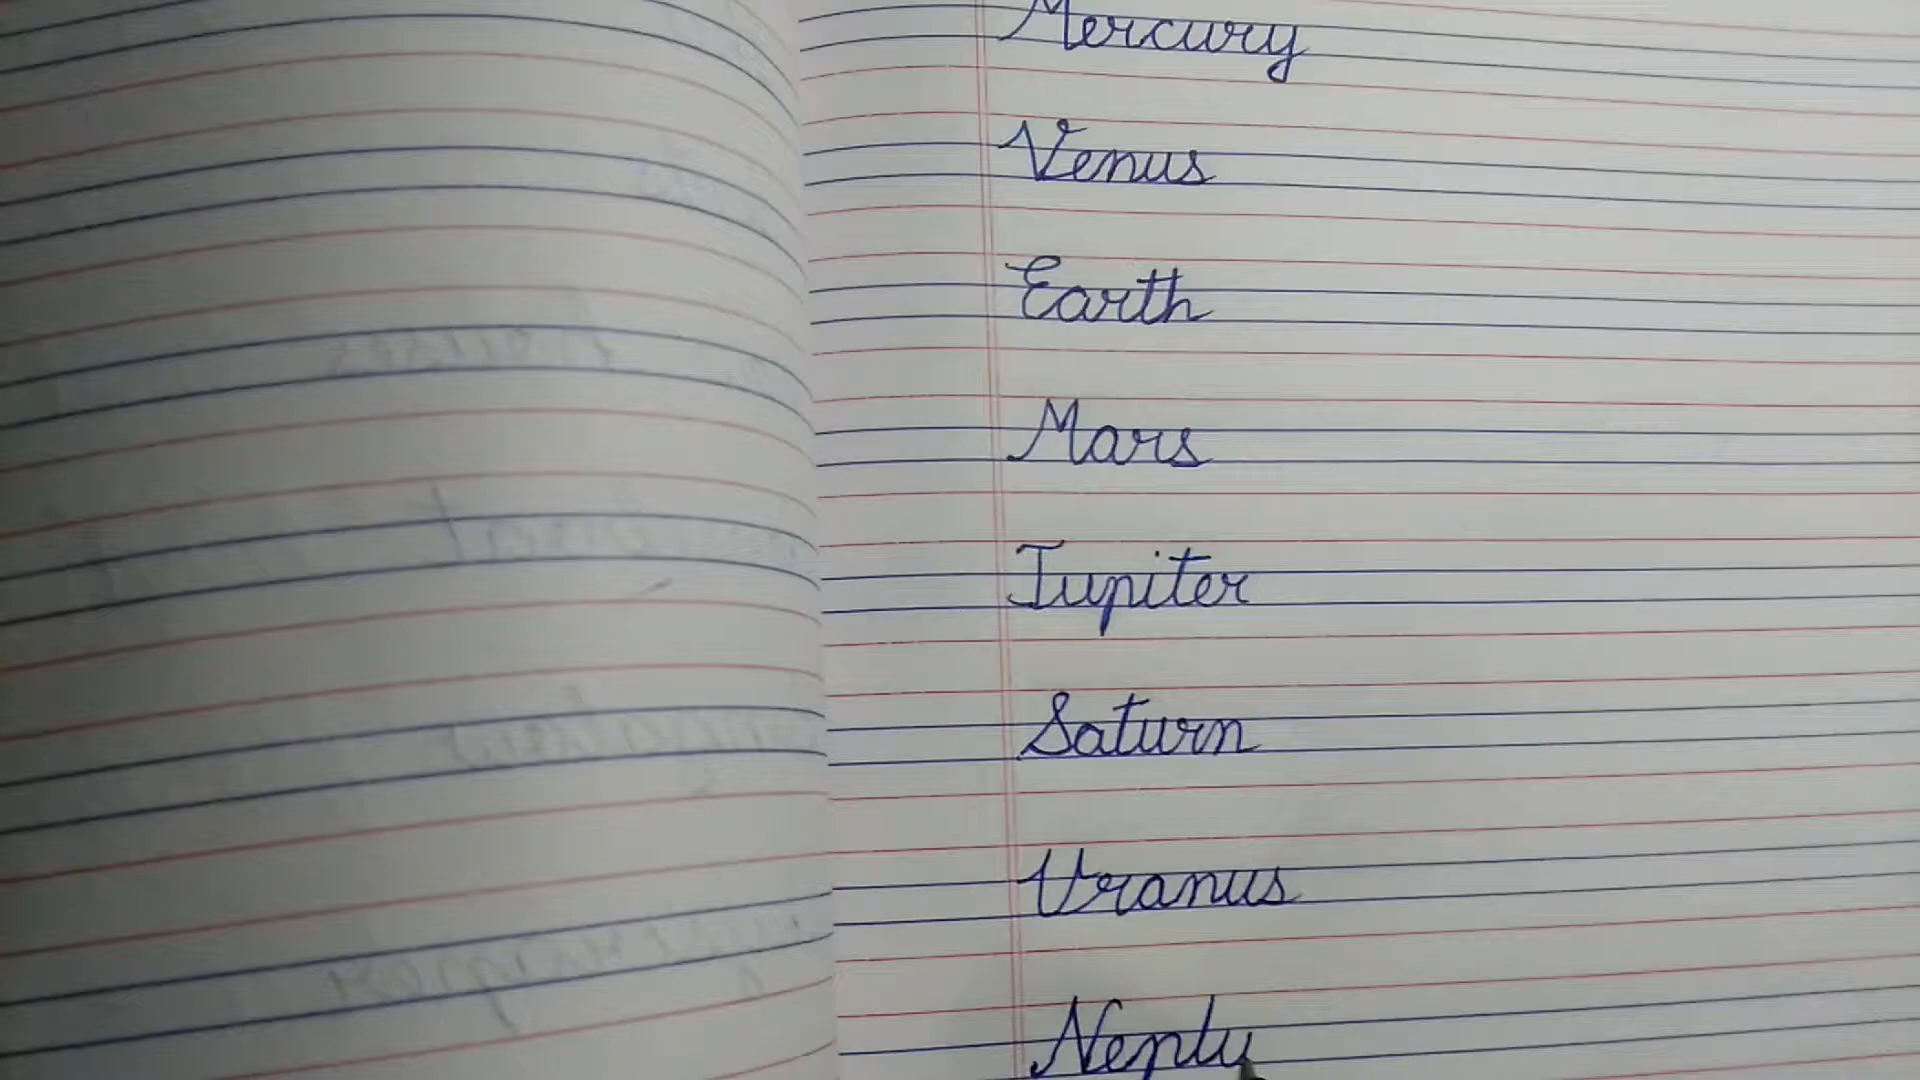 Mercury
Venus
Earth
Mars
Jupiter
Saturn
Uranus
Neptu